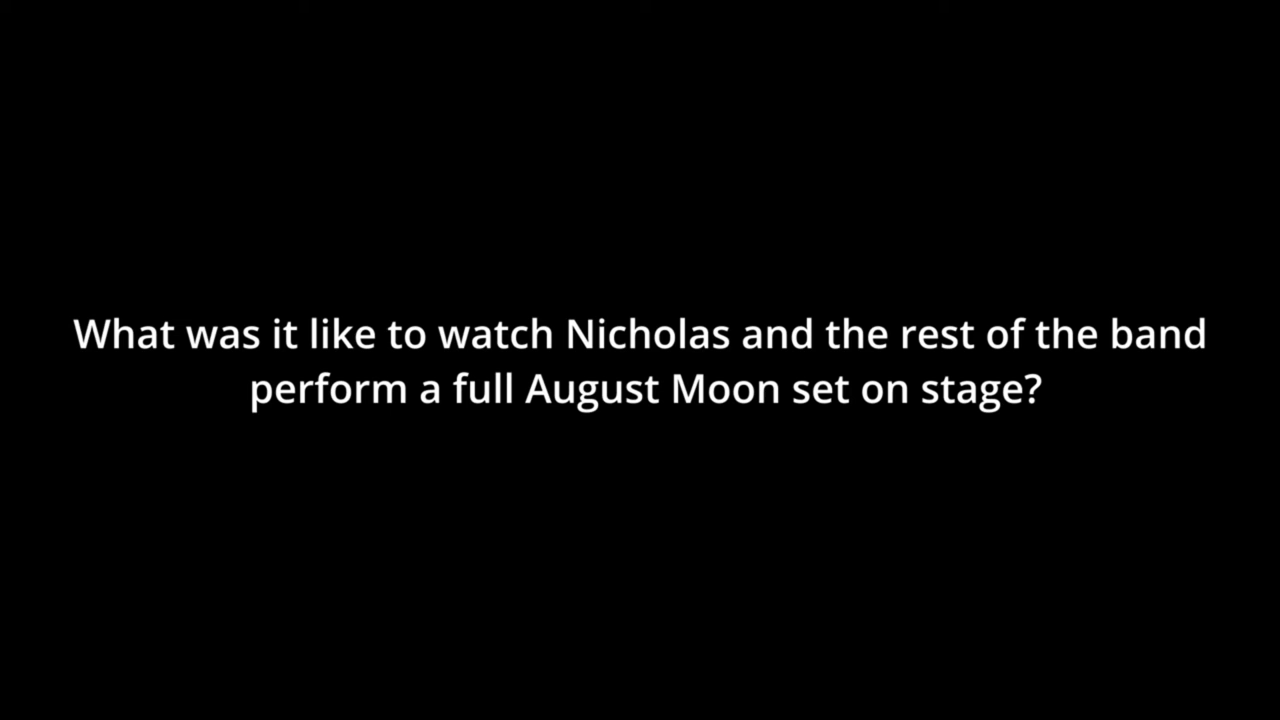 What was it like to watch Nicholas and the rest of the band
perform a full August Moon set on stage?